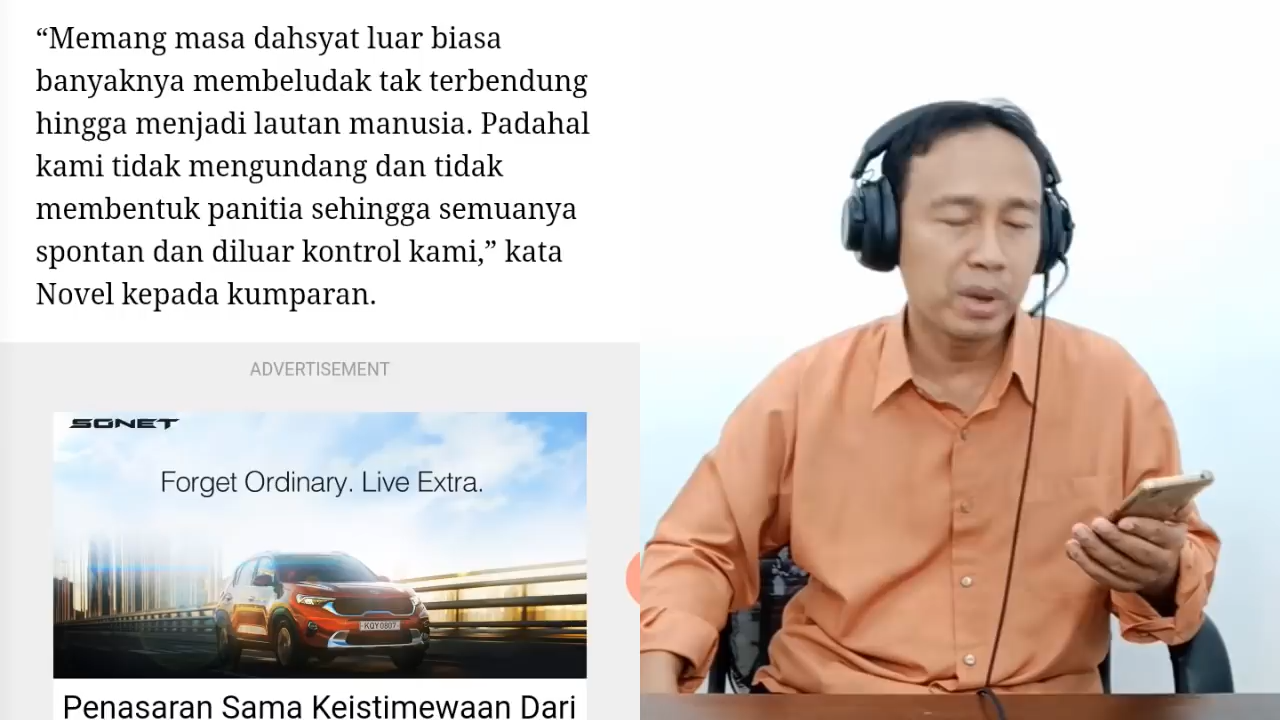 “Memang masa dahsyat luar biasa
banyaknya membeludak tak terbendung
hingga menjadi lautan manusia. Padahal
kami tidak mengundang dan tidak
membentuk panitia sehingga semuanya
spontan dan diluar kontrol kami,” kata
Novel kepada kumparan.
ADVERTISEMENT
SONET
Forget Ordinary. Live Extra.
KQY0807
Penasaran Sama Keistimewaan Dari